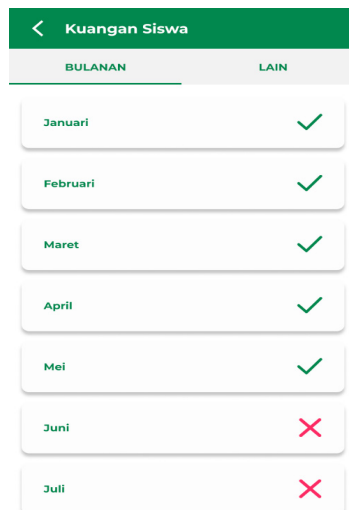 Kuangan Siswa
BULANAN LAIN
Januari
Februari
Maret
April
Mei
Juni
Juli